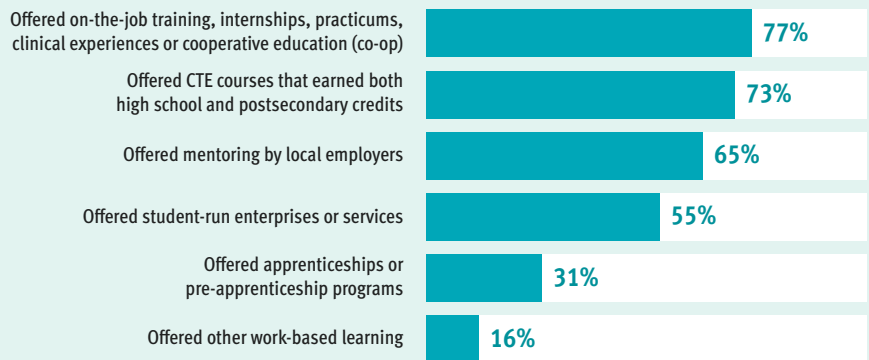 Offered on-the-job training, internships, practicums,
clinical experiences or cooperative education (co-op)
77%
Offered CTE courses that earned both
high school and postsecondary credits
73%
Offered mentoring by local employers
65%
Offered student-run enterprises or services
55%
Offered apprenticeships or
pre-apprenticeship programs
31%
Offered other work-based learning
16%